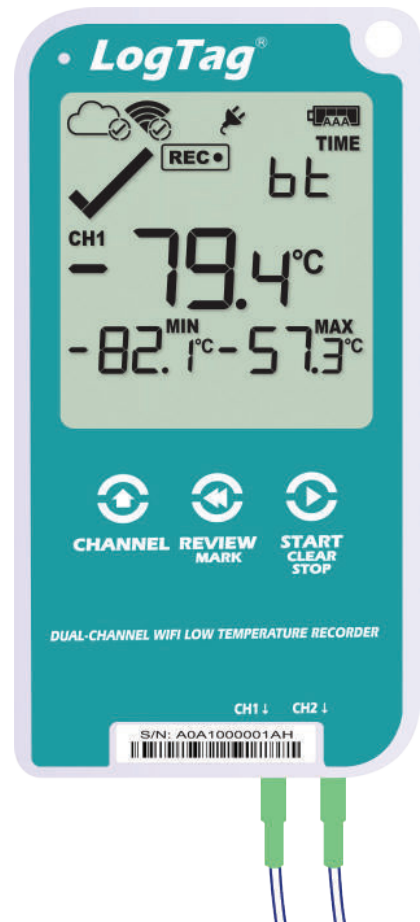 LogTag®
AAA
TIME
REC
bt
CH1
-79.4°C
MIN MAX
-82.1°C -57.3°C
CHANNEL REVIEW START
MARK CLEAR
STOP
DUAL-CHANNEL WIFI LOW TEMPERATURE RECORDER
CH1↓ CH2↓
S/N: A0A1000001AH